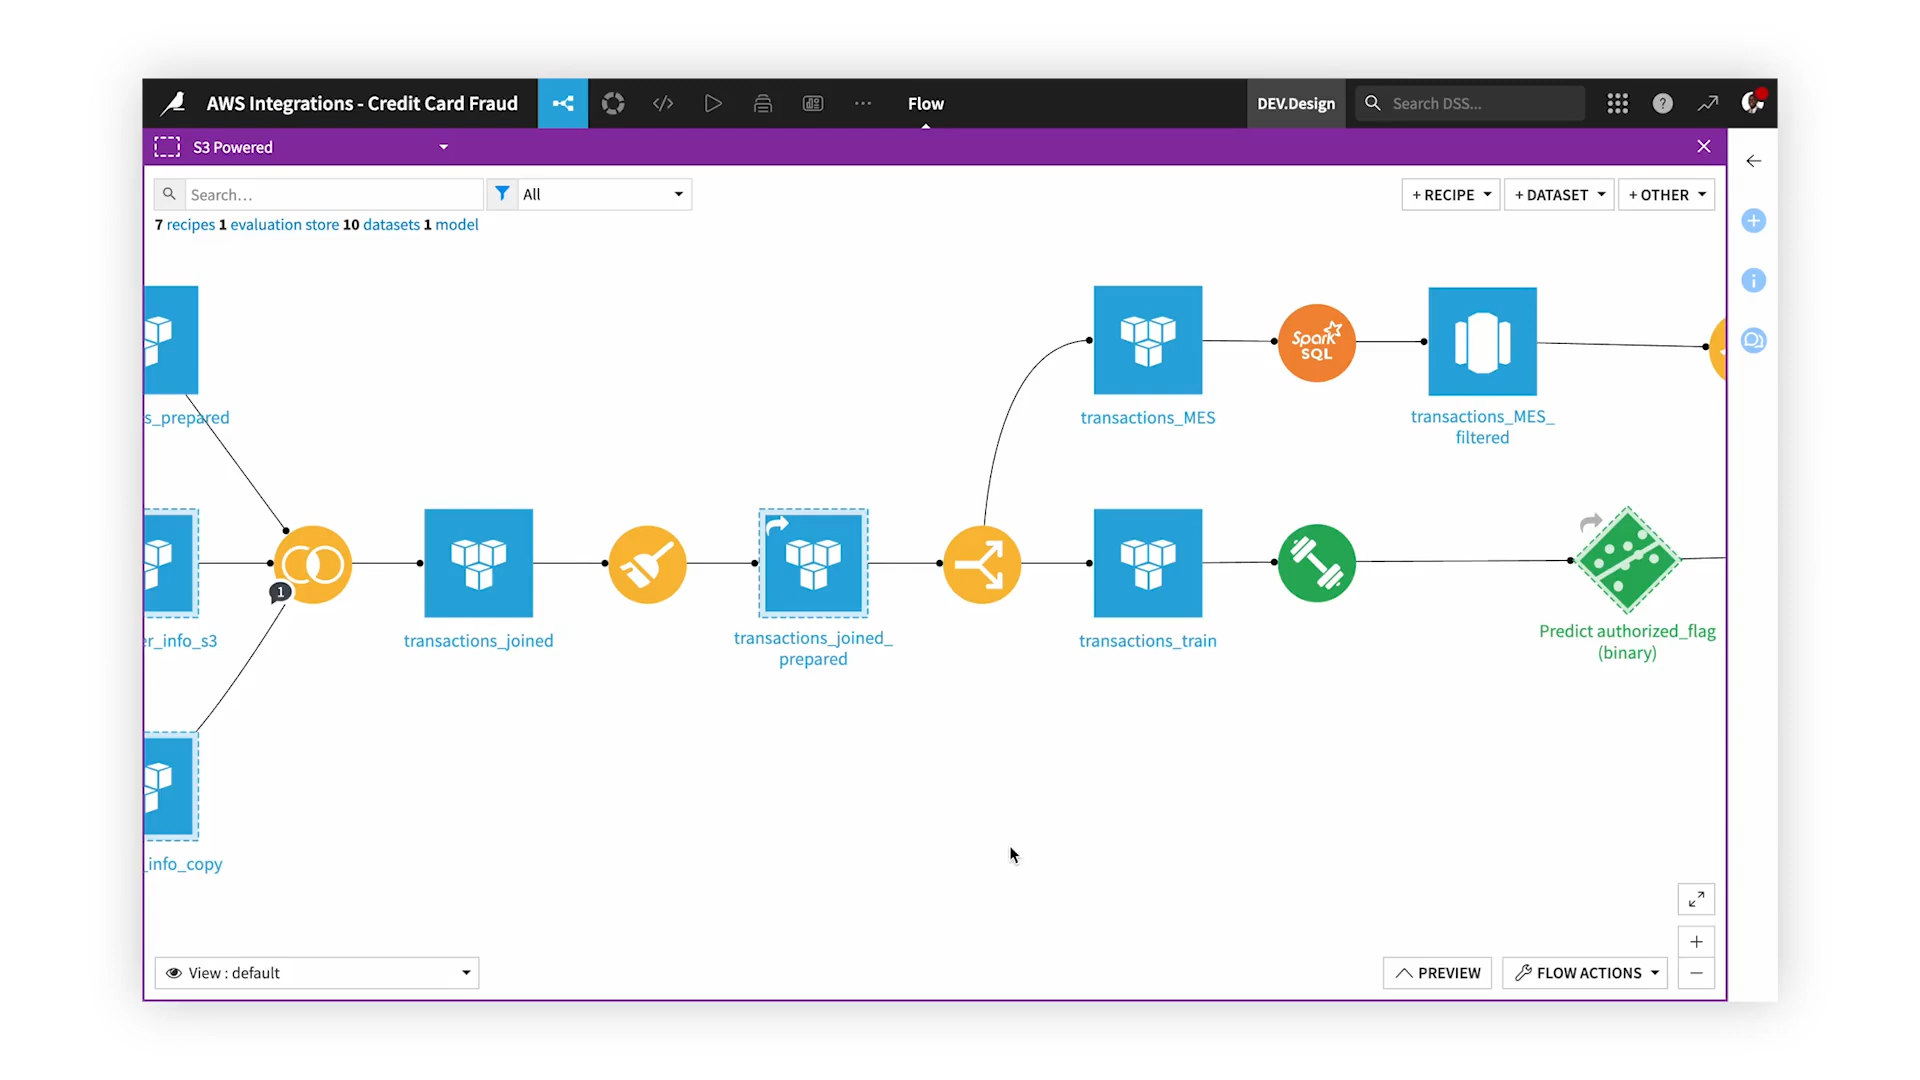 AWS Integrations - Credit Card Fraud
Flow
DEV.Design
Search DSS...
S3 Powered
Search...
All
+ RECIPE
+ DATASET
+ OTHER
7 recipes 1 evaluation store 10 datasets 1 model
Spark
SQL
s_prepared
transactions_MES
transactions_MES_
filtered
1
er_info_s3
transactions_joined
transactions_joined_
prepared
transactions_train
Predict authorized_flag
(binary)
_info_copy
View : default
PREVIEW
FLOW ACTIONS